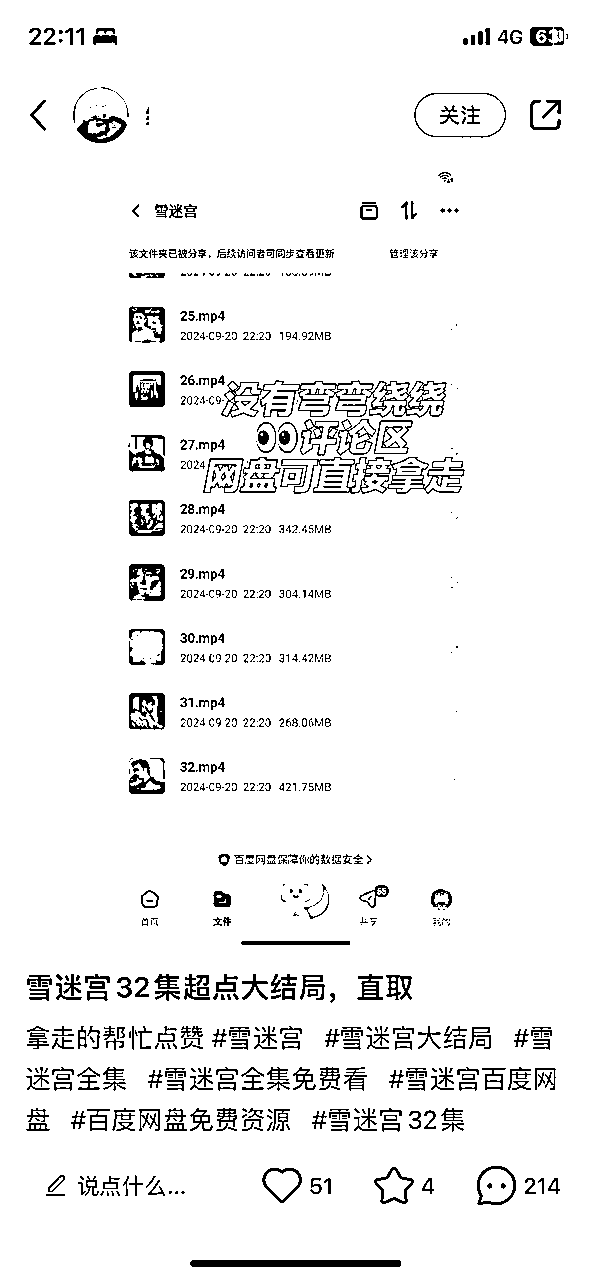 22:11
4G
关注
雪迷宫
该文件夹已被分享，后续访问者可同步查看更新 管理该分享
25.mp4
2024-09-20 22:20 194.92MB
26.mp4
2024-09-
没有弯弯绕绕
👀评论区
27.mp4
2024
网盘可直接拿走
28.mp4
2024-09-20 22:20 342.45MB
29.mp4
2024-09-20 22:20 304.14MB
30.mp4
2024-09-20 22:20 314.42MB
31.mp4
2024-09-20 22:20 268.06MB
32.mp4
2024-09-20 22:20 421.75MB
百度网盘保障你的数据安全
首页 文件 共享 我的
雪迷宫32集超点大结局，直取
拿走的帮忙点赞 #雪迷宫 #雪迷宫大结局 #雪
迷宫全集 #雪迷宫全集免费看 #雪迷宫百度网
盘 #百度网盘免费资源 #雪迷宫32集
说点什么... 51 4 214